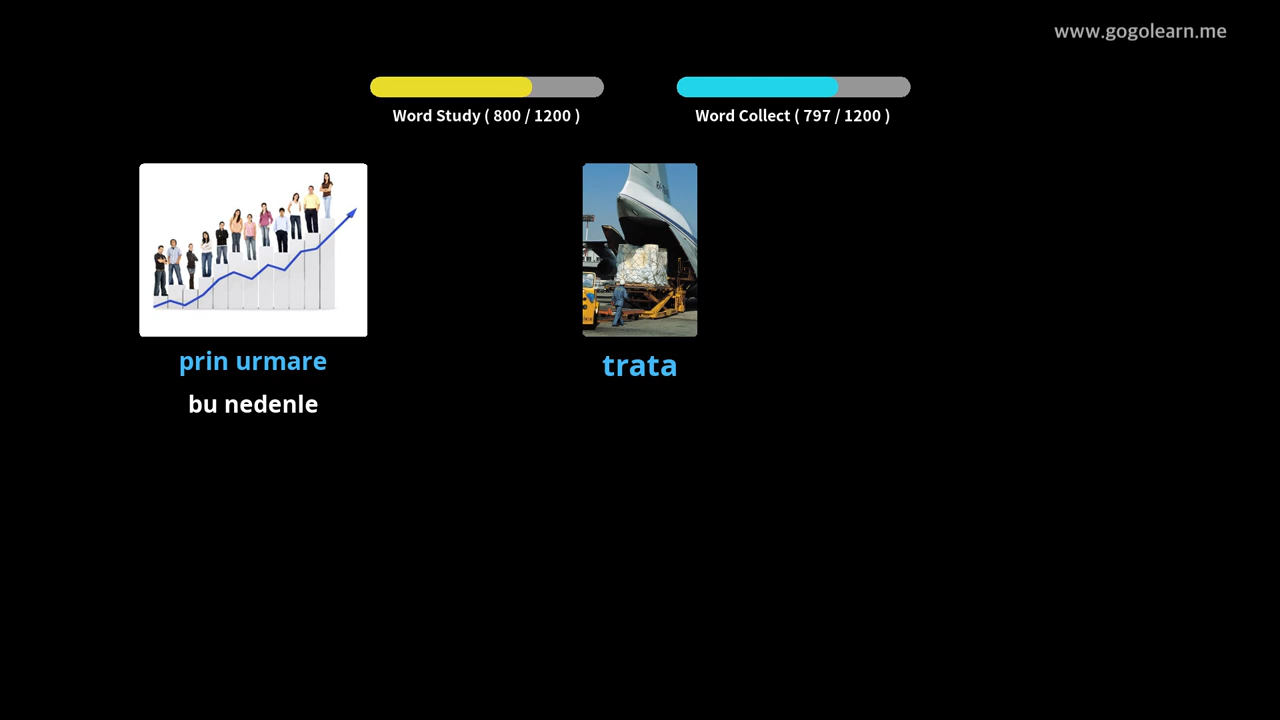 www.gogolearn.me
Word Study ( 800 / 1200 )
Word Collect ( 797 / 1200 )
prin urmare
bu nedenle
trata